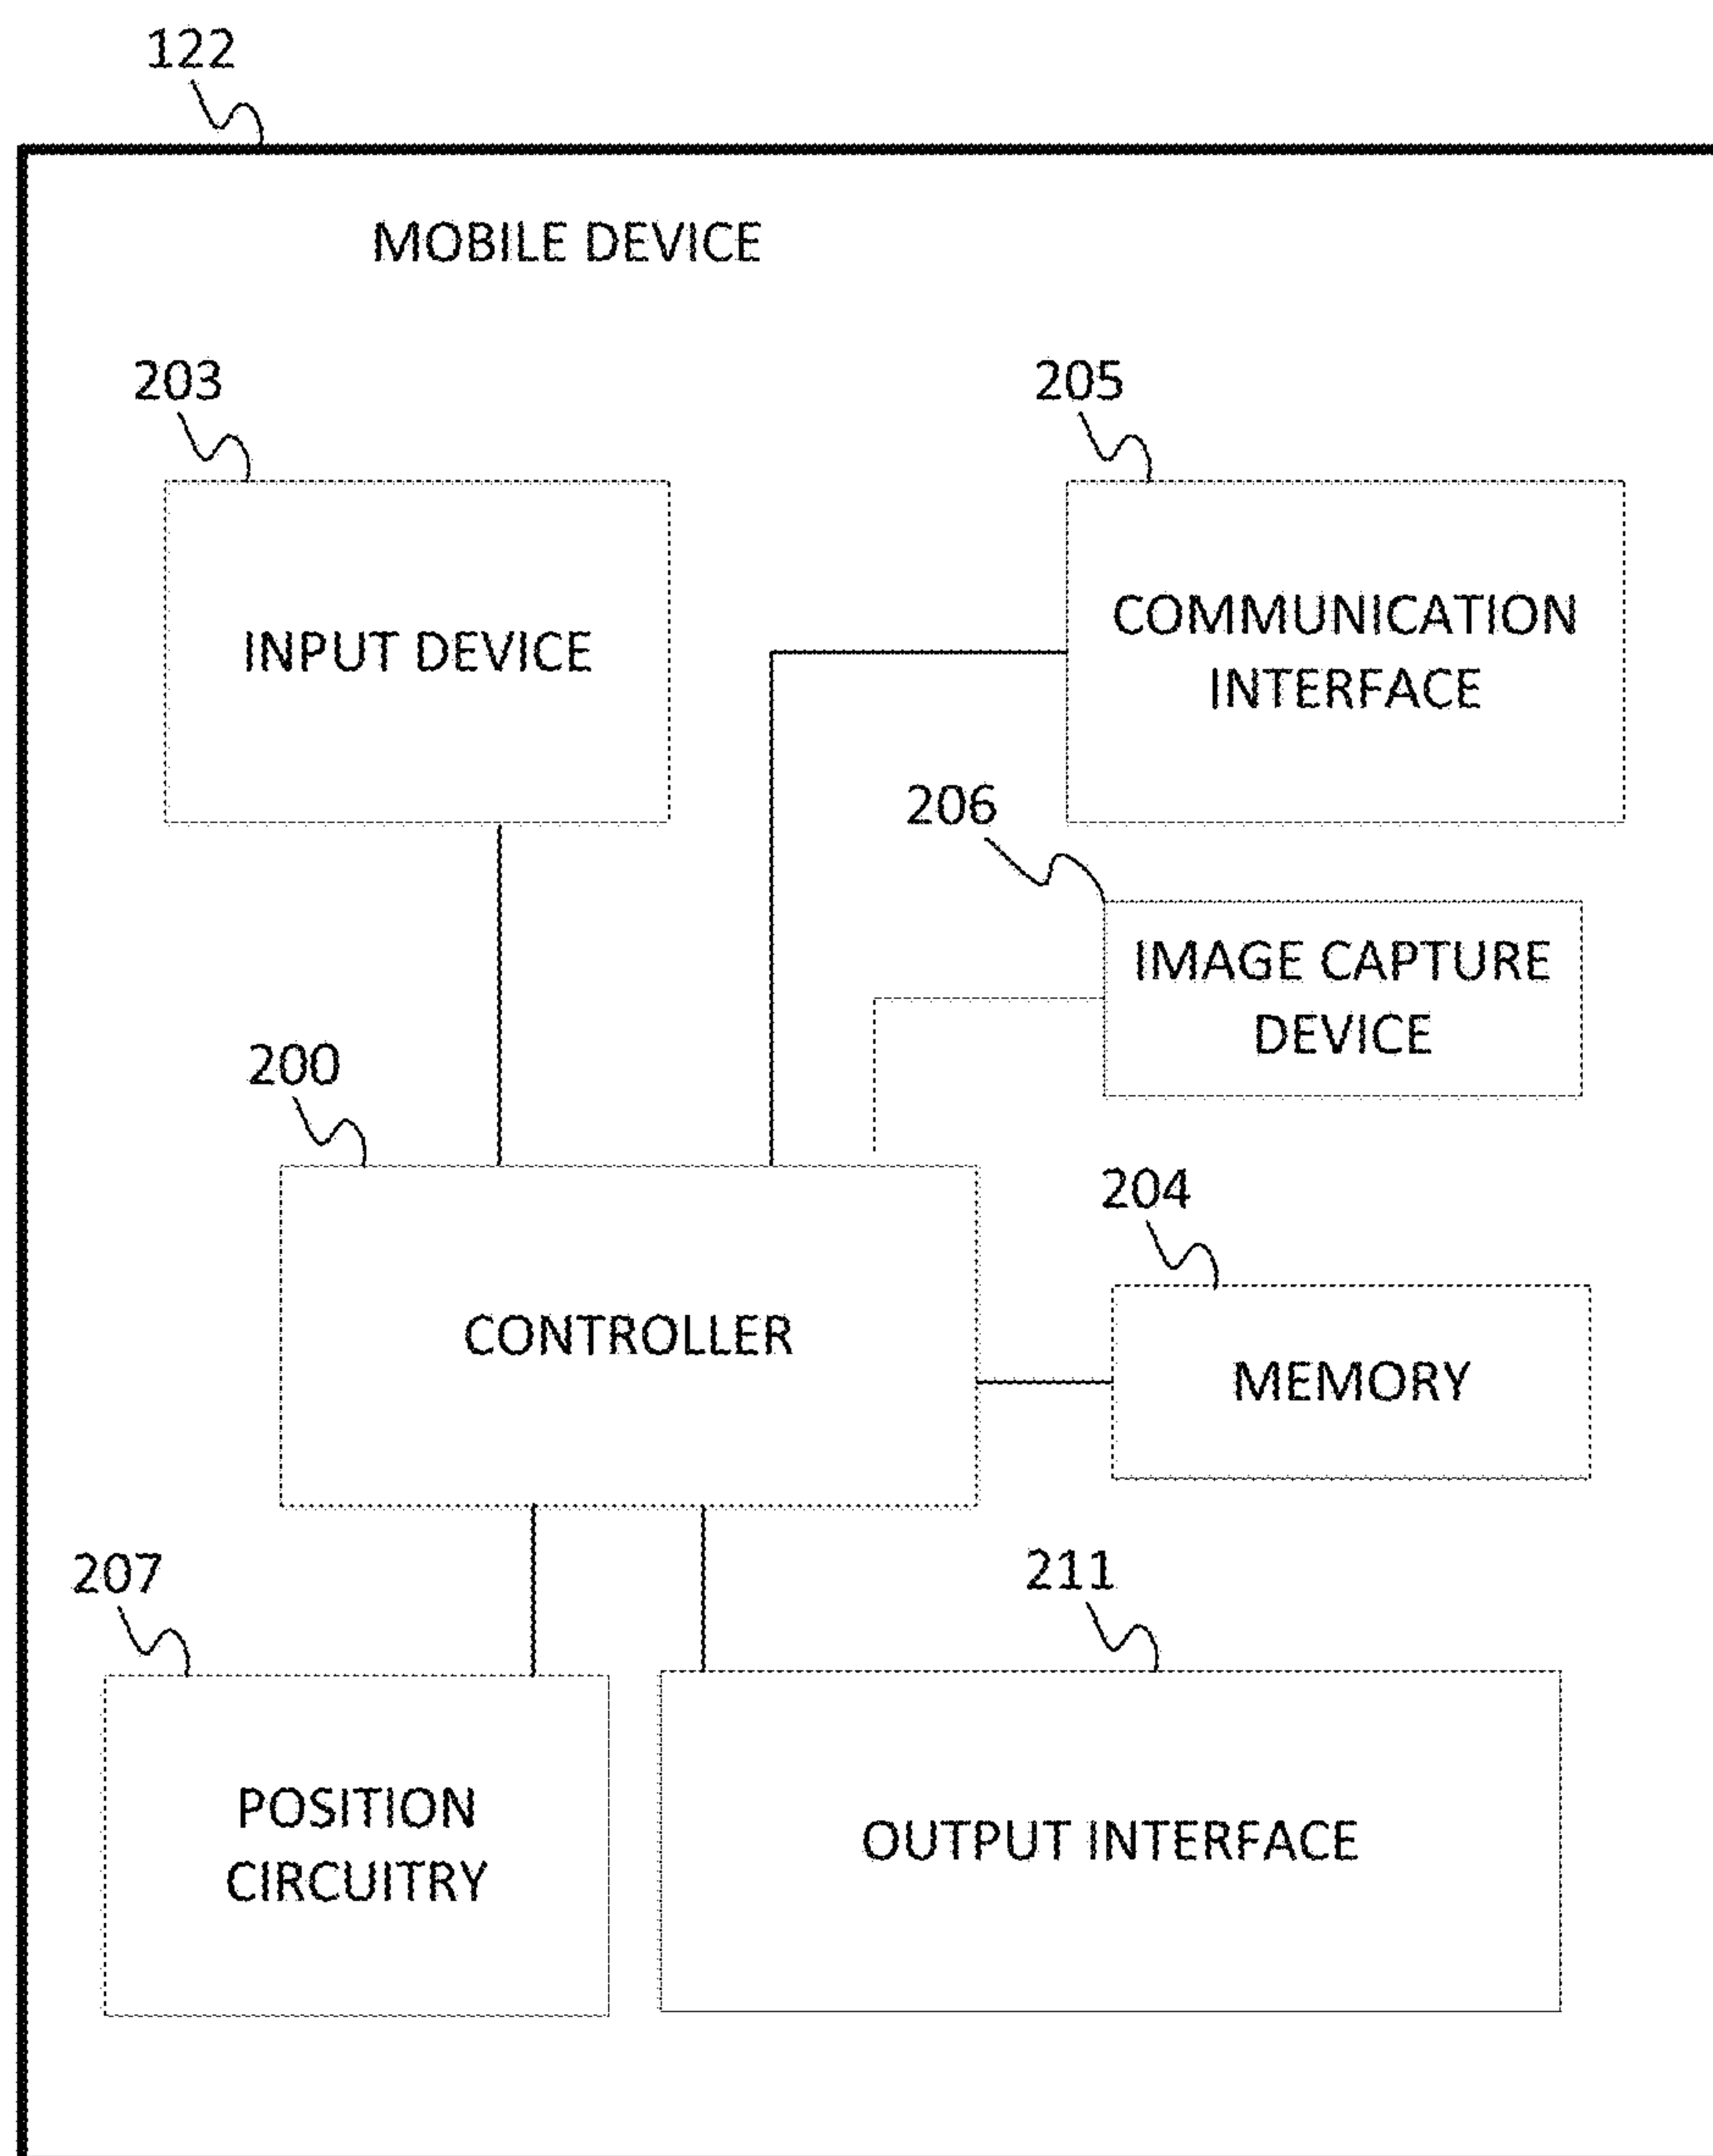 122
MOBILE DEVICE
203
205
INPUT DEVICE
COMMUNICATION
INTERFACE
206
IMAGE CAPTURE
DEVICE
200
204
CONTROLLER
MEMORY
207
211
POSITION
CIRCUITRY
OUTPUT INTERFACE